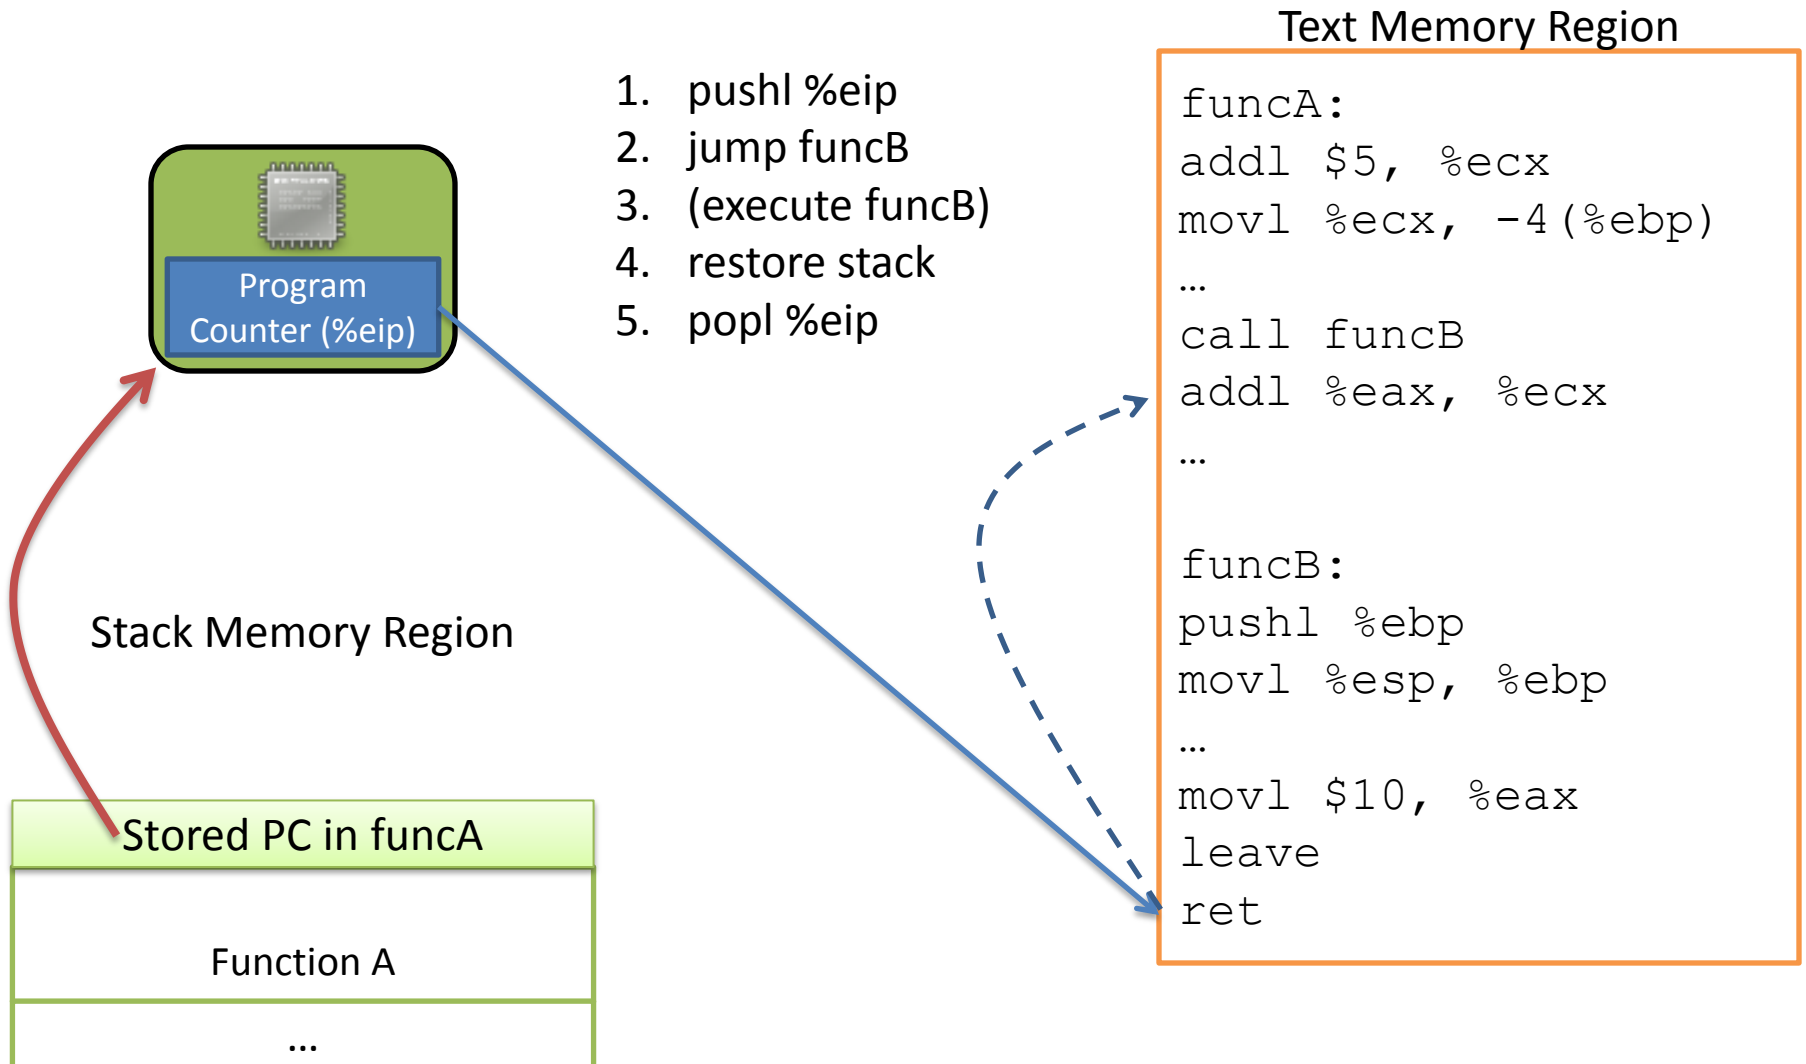 Text Memory Region
1. pushl %eip
2. jump funcB
3. (execute funcB)
4. restore stack
5. popl %eip
Program
Counter (%eip)
funcA:
addl $5, %ecx
movl %ecx, -4(%ebp)
…
call funcB
addl %eax, %ecx
…
funcB:
pushl %ebp
movl %esp, %ebp
…
movl $10, %eax
leave
ret
Stack Memory Region
Stored PC in funcA
Function A
…